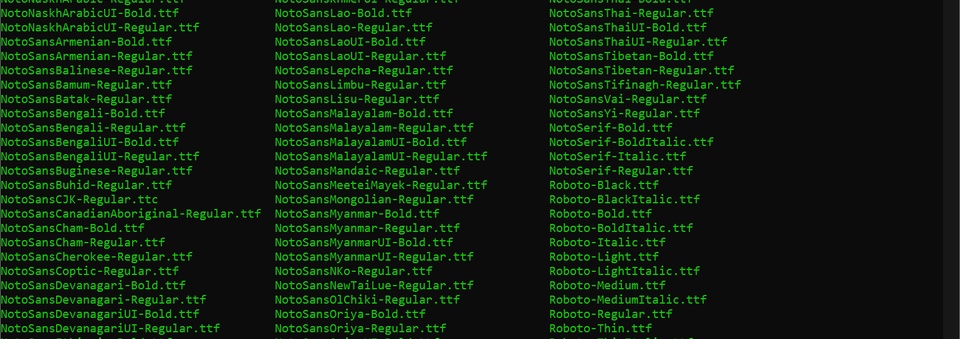 NotoNaskhArabic-Regular.ttf
NotoNaskhArabicUI-Bold.ttf
NotoNaskhArabicUI-Regular.ttf
NotoSansArmenian-Bold.ttf
NotoSansArmenian-Regular.ttf
NotoSansBalinese-Regular.ttf
NotoSansBamum-Regular.ttf
NotoSansBatak-Regular.ttf
NotoSansBengali-Bold.ttf
NotoSansBengali-Regular.ttf
NotoSansBengaliUI-Bold.ttf
NotoSansBengaliUI-Regular.ttf
NotoSansBuginese-Regular.ttf
NotoSansBuhid-Regular.ttf
NotoSansCJK-Regular.ttc
NotoSansCanadianAboriginal-Regular.ttf
NotoSansCham-Bold.ttf
NotoSansCham-Regular.ttf
NotoSansCherokee-Regular.ttf
NotoSansCoptic-Regular.ttf
NotoSansDevanagari-Bold.ttf
NotoSansDevanagari-Regular.ttf
NotoSansDevanagariUI-Bold.ttf
NotoSansDevanagariUI-Regular.ttf
NotoSansLao-Bold.ttf
NotoSansLao-Regular.ttf
NotoSansLaoUI-Bold.ttf
NotoSansLaoUI-Regular.ttf
NotoSansLepcha-Regular.ttf
NotoSansLimbu-Regular.ttf
NotoSansLisu-Regular.ttf
NotoSansMalayalam-Bold.ttf
NotoSansMalayalam-Regular.ttf
NotoSansMalayalamUI-Bold.ttf
NotoSansMalayalamUI-Regular.ttf
NotoSansMandaic-Regular.ttf
NotoSansMeeteiMayek-Regular.ttf
NotoSansMongolian-Regular.ttf
NotoSansMyanmar-Bold.ttf
NotoSansMyanmar-Regular.ttf
NotoSansMyanmarUI-Bold.ttf
NotoSansMyanmarUI-Regular.ttf
NotoSansNKo-Regular.ttf
NotoSansNewTaiLue-Regular.ttf
NotoSansOlChiki-Regular.ttf
NotoSansOriya-Bold.ttf
NotoSansOriya-Regular.ttf
NotoSansThai-Bold.ttf
NotoSansThai-Regular.ttf
NotoSansThaiUI-Bold.ttf
NotoSansThaiUI-Regular.ttf
NotoSansTibetan-Bold.ttf
NotoSansTibetan-Regular.ttf
NotoSansTifinagh-Regular.ttf
NotoSansVai-Regular.ttf
NotoSansYi-Regular.ttf
NotoSerif-Bold.ttf
NotoSerif-BoldItalic.ttf
NotoSerif-Italic.ttf
NotoSerif-Regular.ttf
Roboto-Black.ttf
Roboto-BlackItalic.ttf
Roboto-Bold.ttf
Roboto-BoldItalic.ttf
Roboto-Italic.ttf
Roboto-Light.ttf
Roboto-LightItalic.ttf
Roboto-Medium.ttf
Roboto-MediumItalic.ttf
Roboto-Regular.ttf
Roboto-Thin.ttf